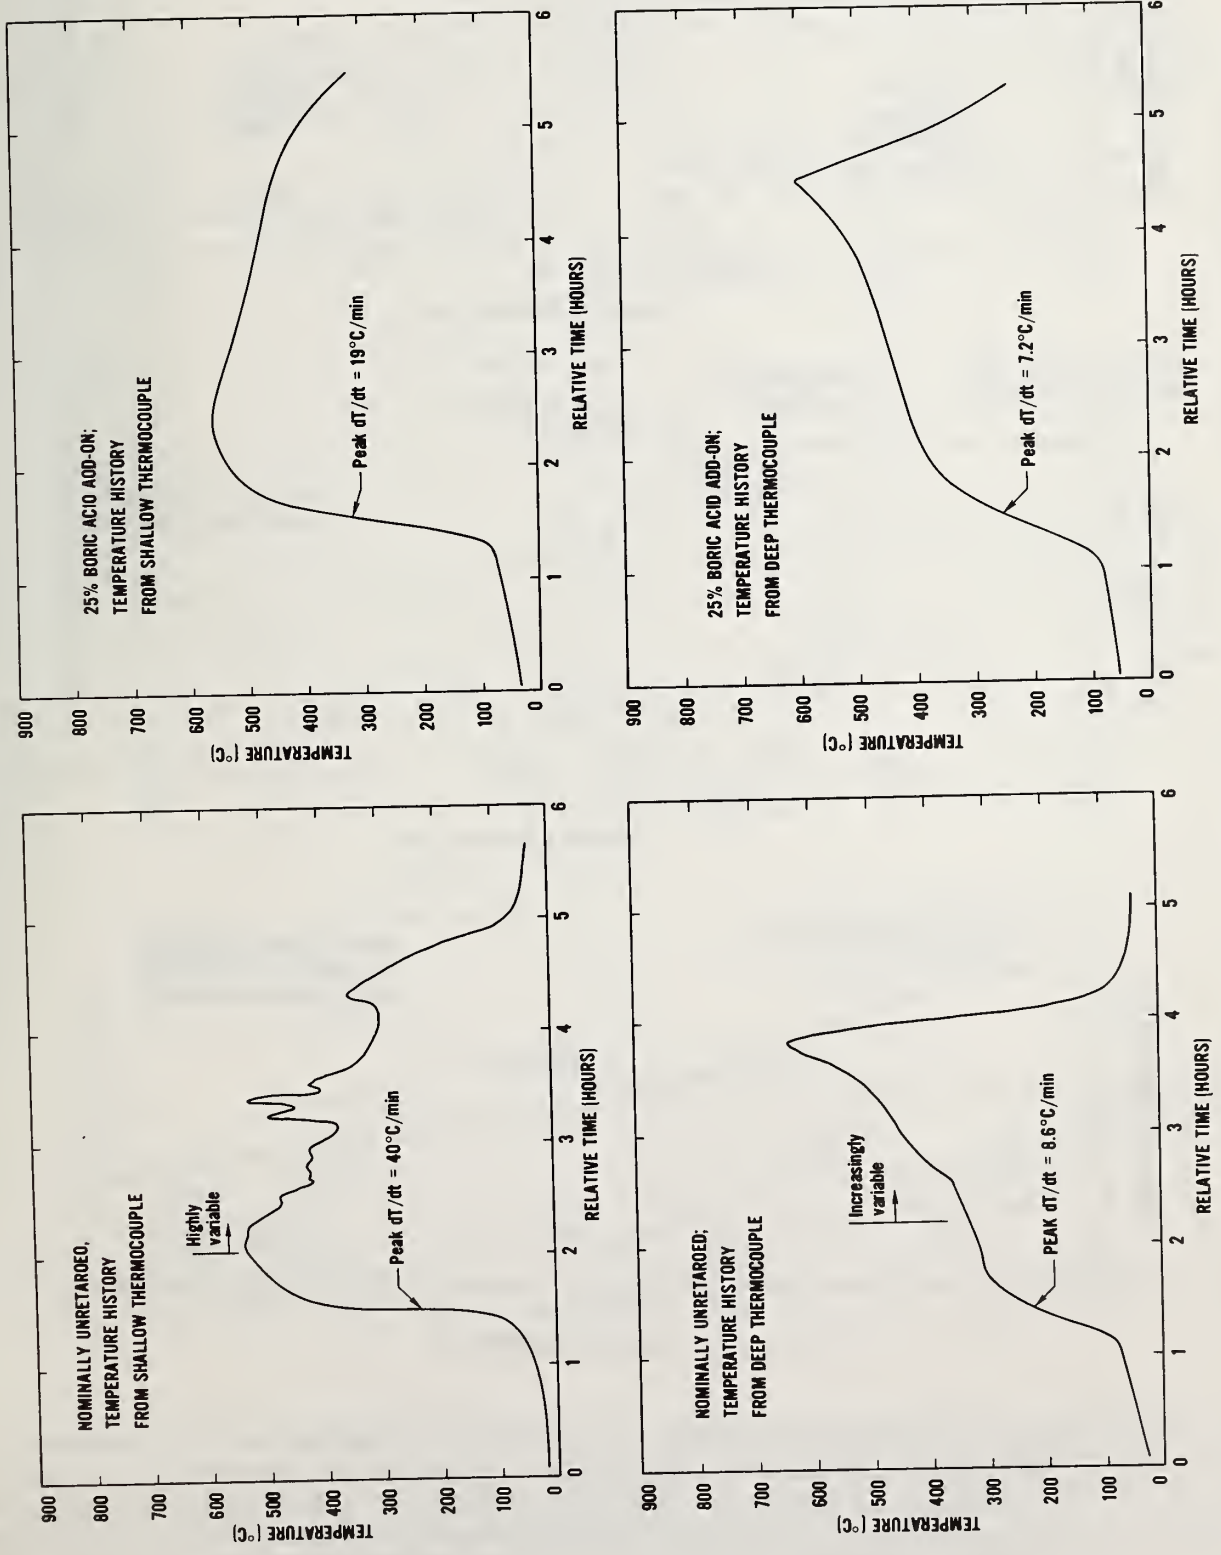 NOMINALLY UNRETARDED,
TEMPERATURE HISTORY
FROM SHALLOW THERMOCOUPLE
Highly
variable
Peak dT/dt = 40°C/min
TEMPERATURE (°C)
900
800
700
600
500
400
300
200
100
0
0 1 2 3 4 5 6
RELATIVE TIME (HOURS)
25% BORIC ACID ADD-ON;
TEMPERATURE HISTORY
FROM SHALLOW THERMOCOUPLE
Peak dT/dt = 19°C/min
TEMPERATURE (°C)
900
800
700
600
500
400
300
200
100
0
0 1 2 3 4 5 6
RELATIVE TIME (HOURS)
NOMINALLY UNRETARDED;
TEMPERATURE HISTORY
FROM DEEP THERMOCOUPLE
Increasingly
variable
PEAK dT/dt = 8.6°C/min
TEMPERATURE (°C)
900
800
700
600
500
400
300
200
100
0
1 2 3 4 5 6
RELATIVE TIME (HOURS)
25% BORIC ACID ADD-ON;
TEMPERATURE HISTORY
FROM DEEP THERMOCOUPLE
Peak dT/dt = 7.2°C/min
TEMPERATURE (°C)
900
800
700
600
500
400
300
200
100
0
0 1 2 3 4 5 6
RELATIVE TIME (HOURS)